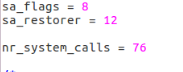 sa_flags = 8
sa_restorer = 12
nr_system_calls = 76